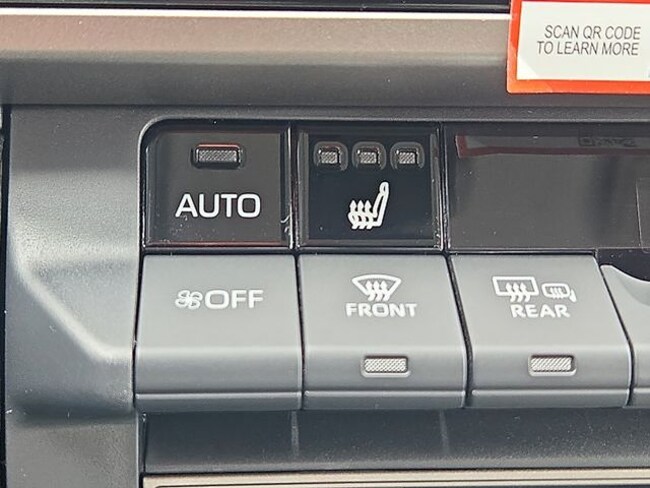 SCAN QR CODE
TO LEARN MORE
AUTO
OFF
FRONT
REAR